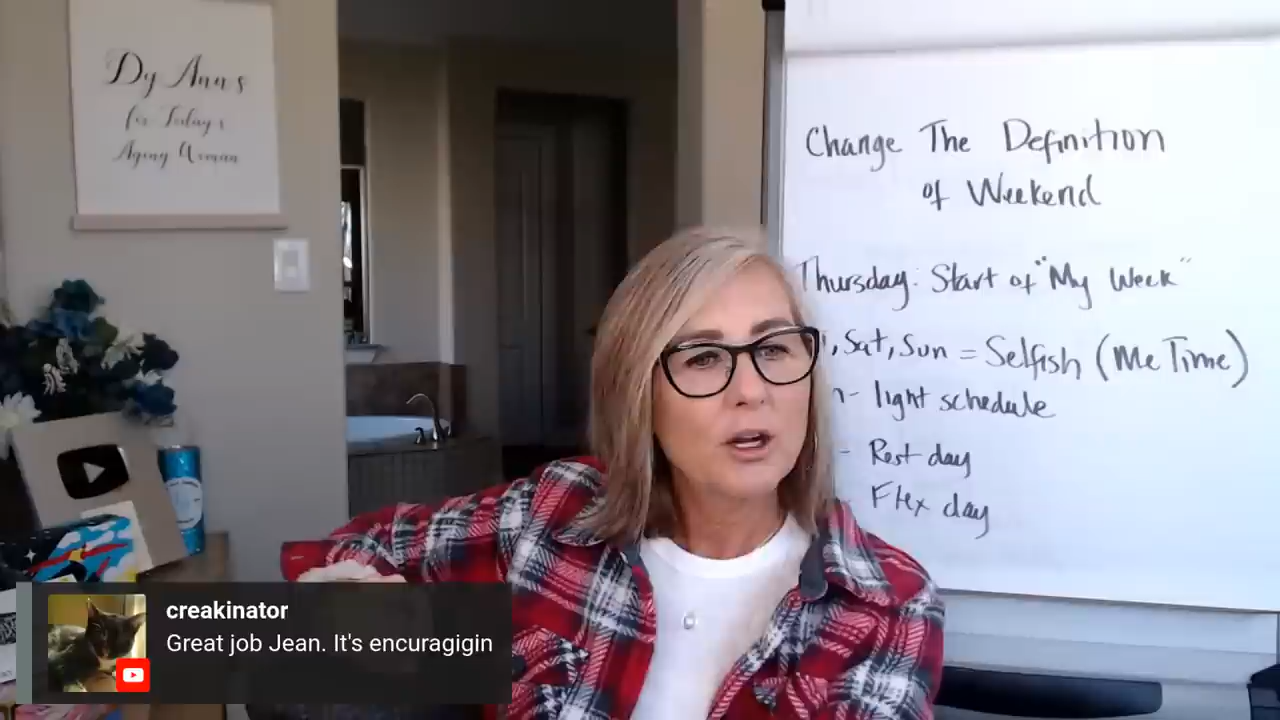 Dy Ann's
for Today's
Aging Woman
Change The Definition
of Weekend
Thursday: Start of "My Week"
, Sat, Sun = Selfish (Me Time)
- light schedule
- Rest day
Flex day
creakinator
Great job Jean. It's encuragigin